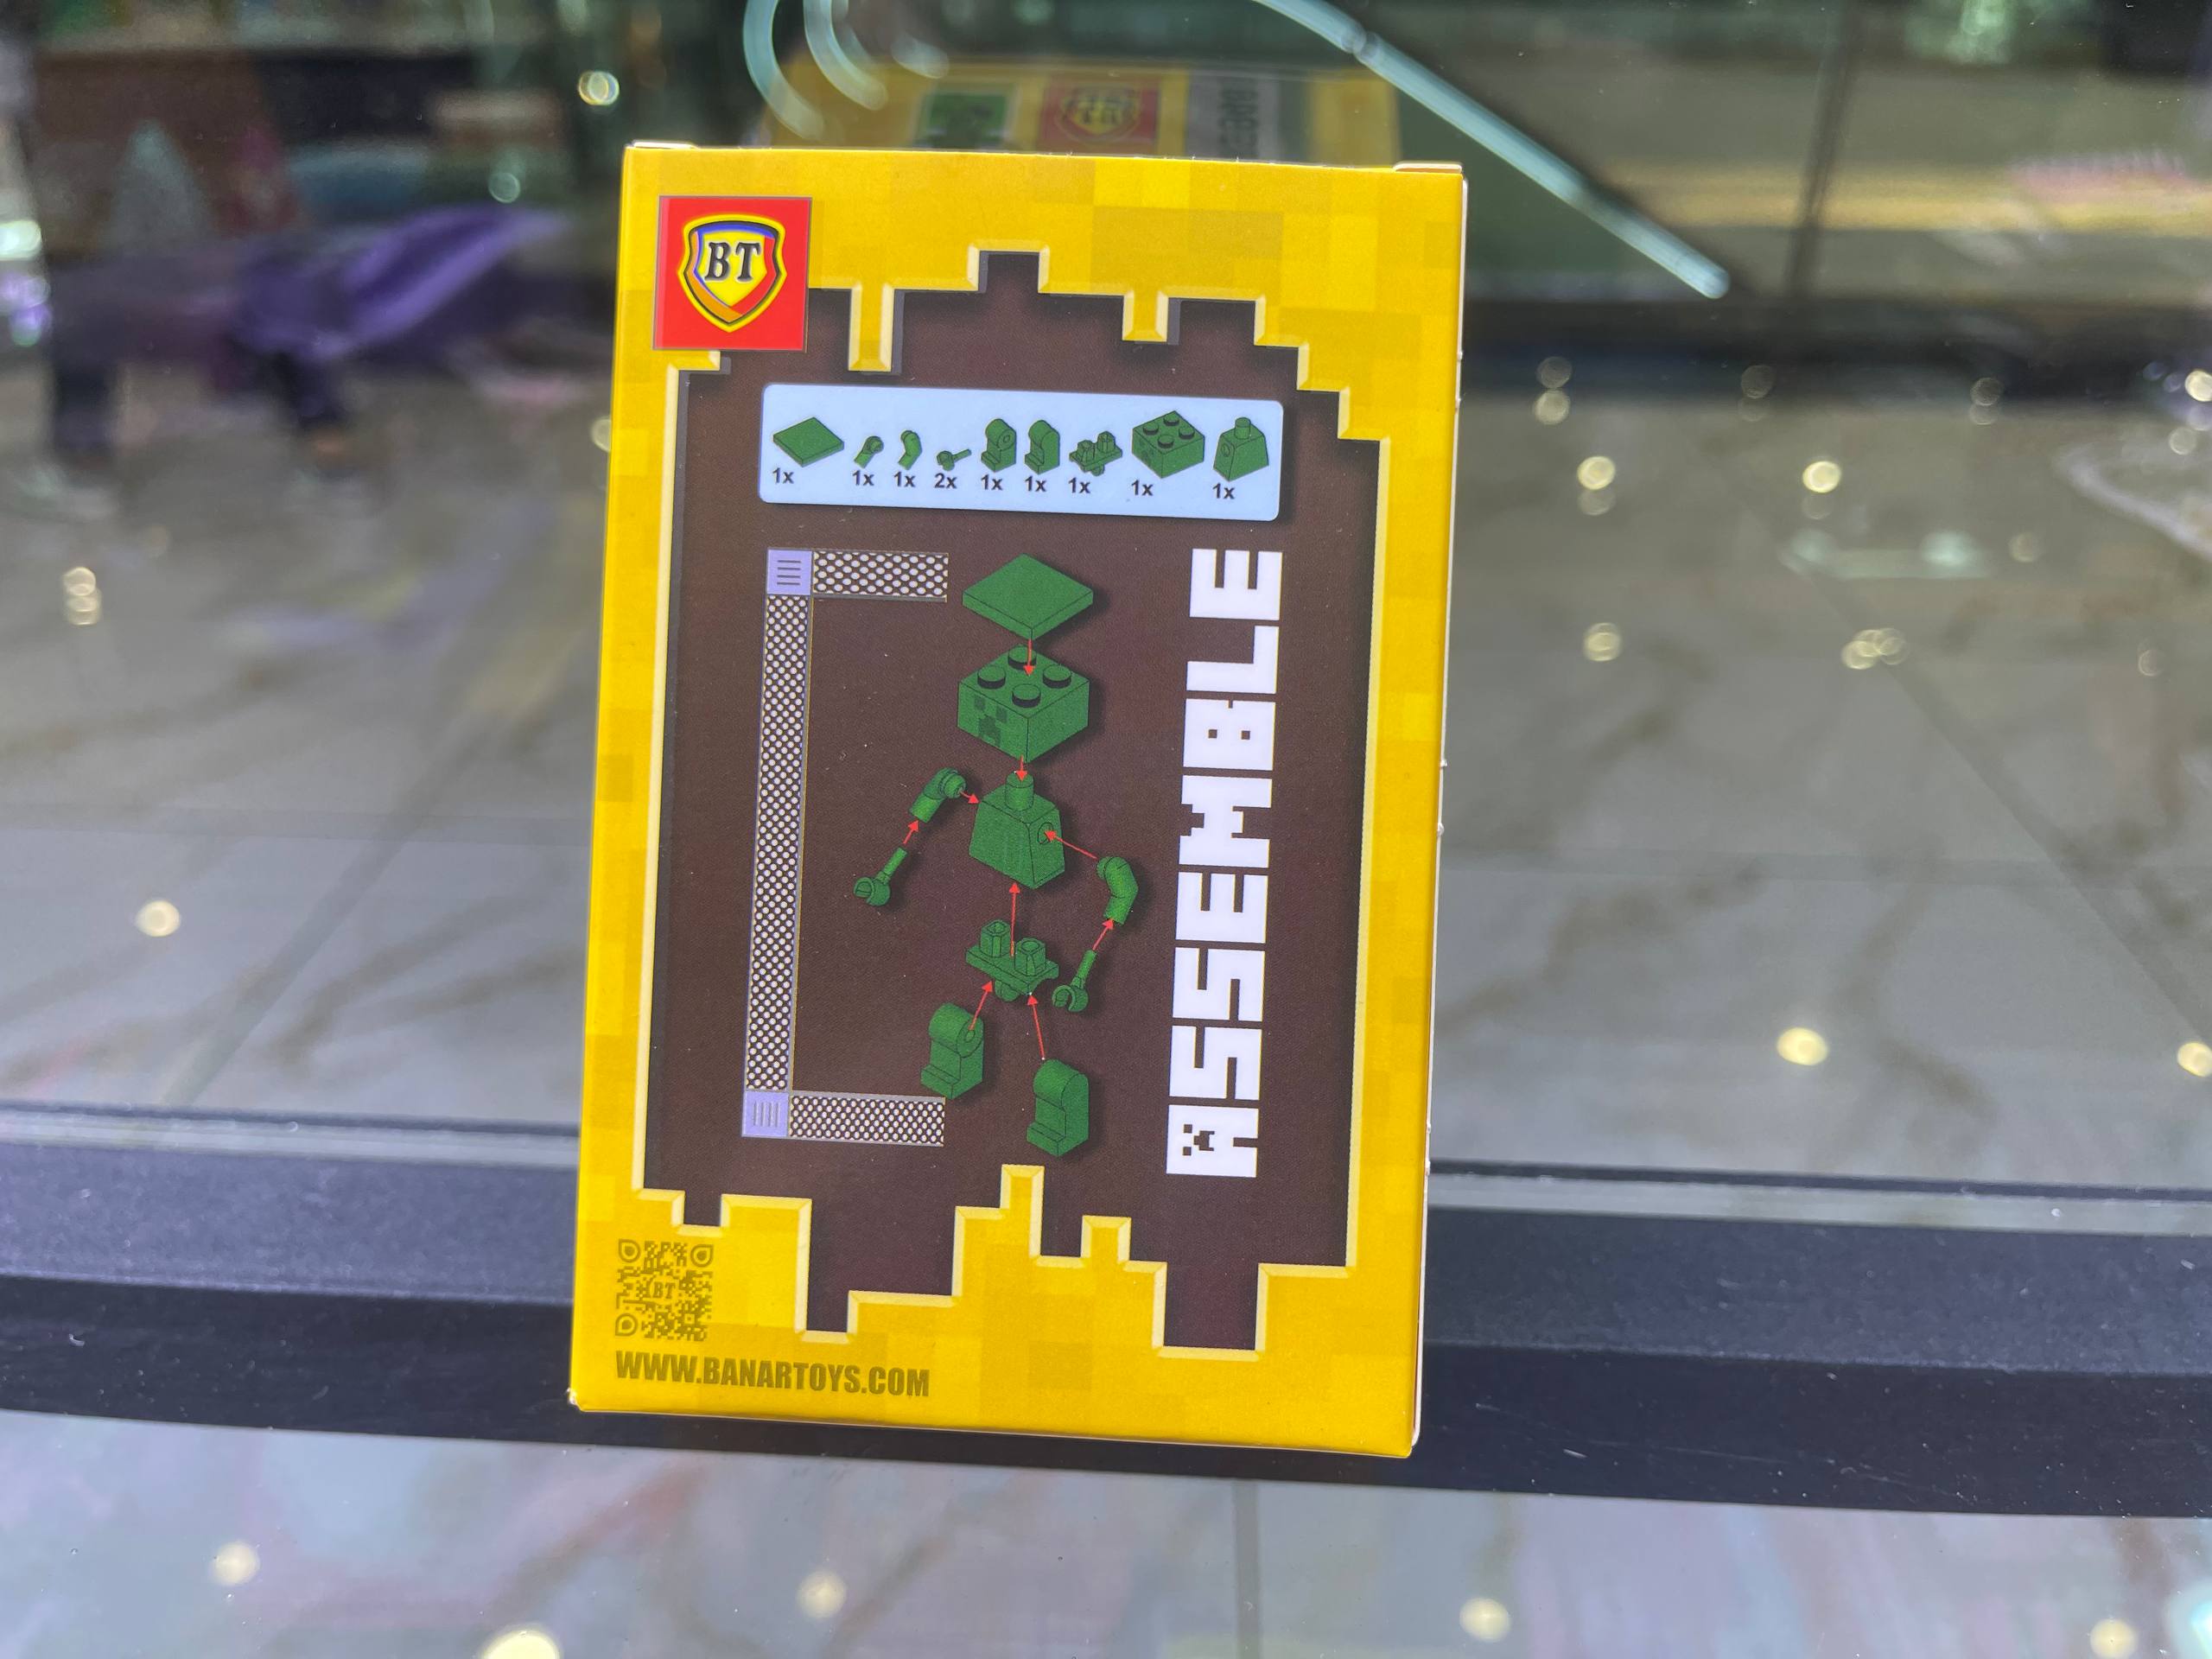 BT
1x 1x 1x 2x 1x 1x 1x 1x 1x
ASSEMBLE
BT
WWW.BANARTOYS.COM